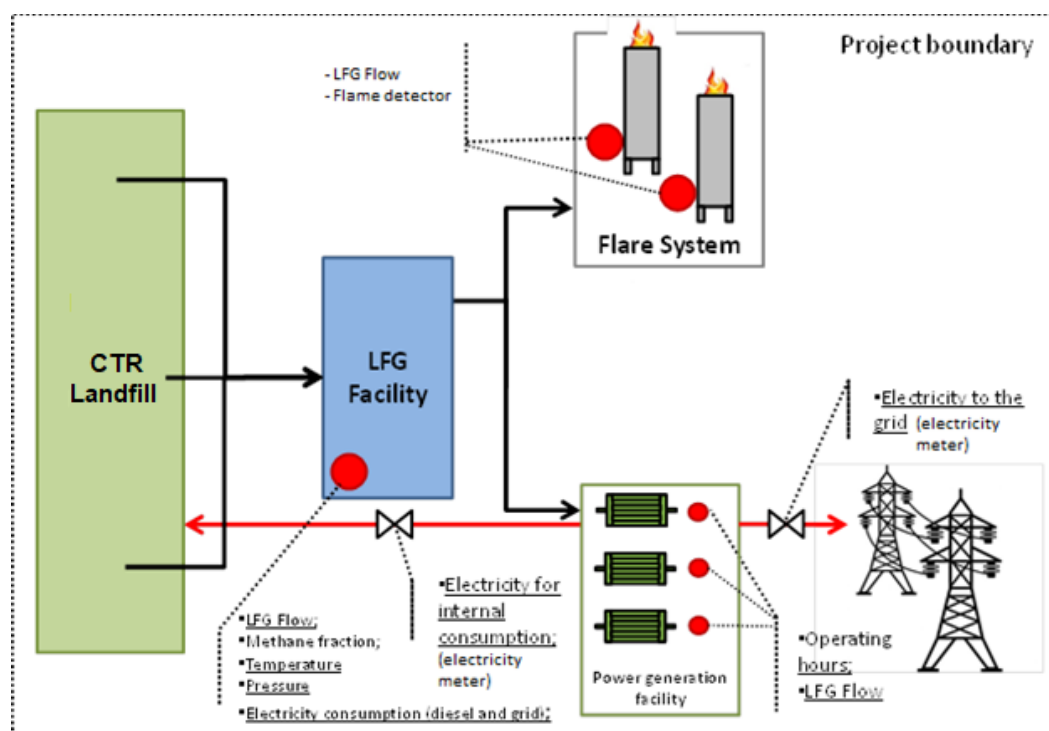 Project boundary
- LFG Flow
- Flame detector
Flare System
CTR
Landfill
LFG
Facility
▪Electricity to the
grid (electricity
meter)
▪LFG Flow;
▪Methane fraction;
▪Temperature
▪Pressure
▪Electricity consumption (diesel and grid);
▪Electricity for
internal
consumption;
(electricity
meter)
Power generation
facility
▪Operating
hours;
▪LFG Flow